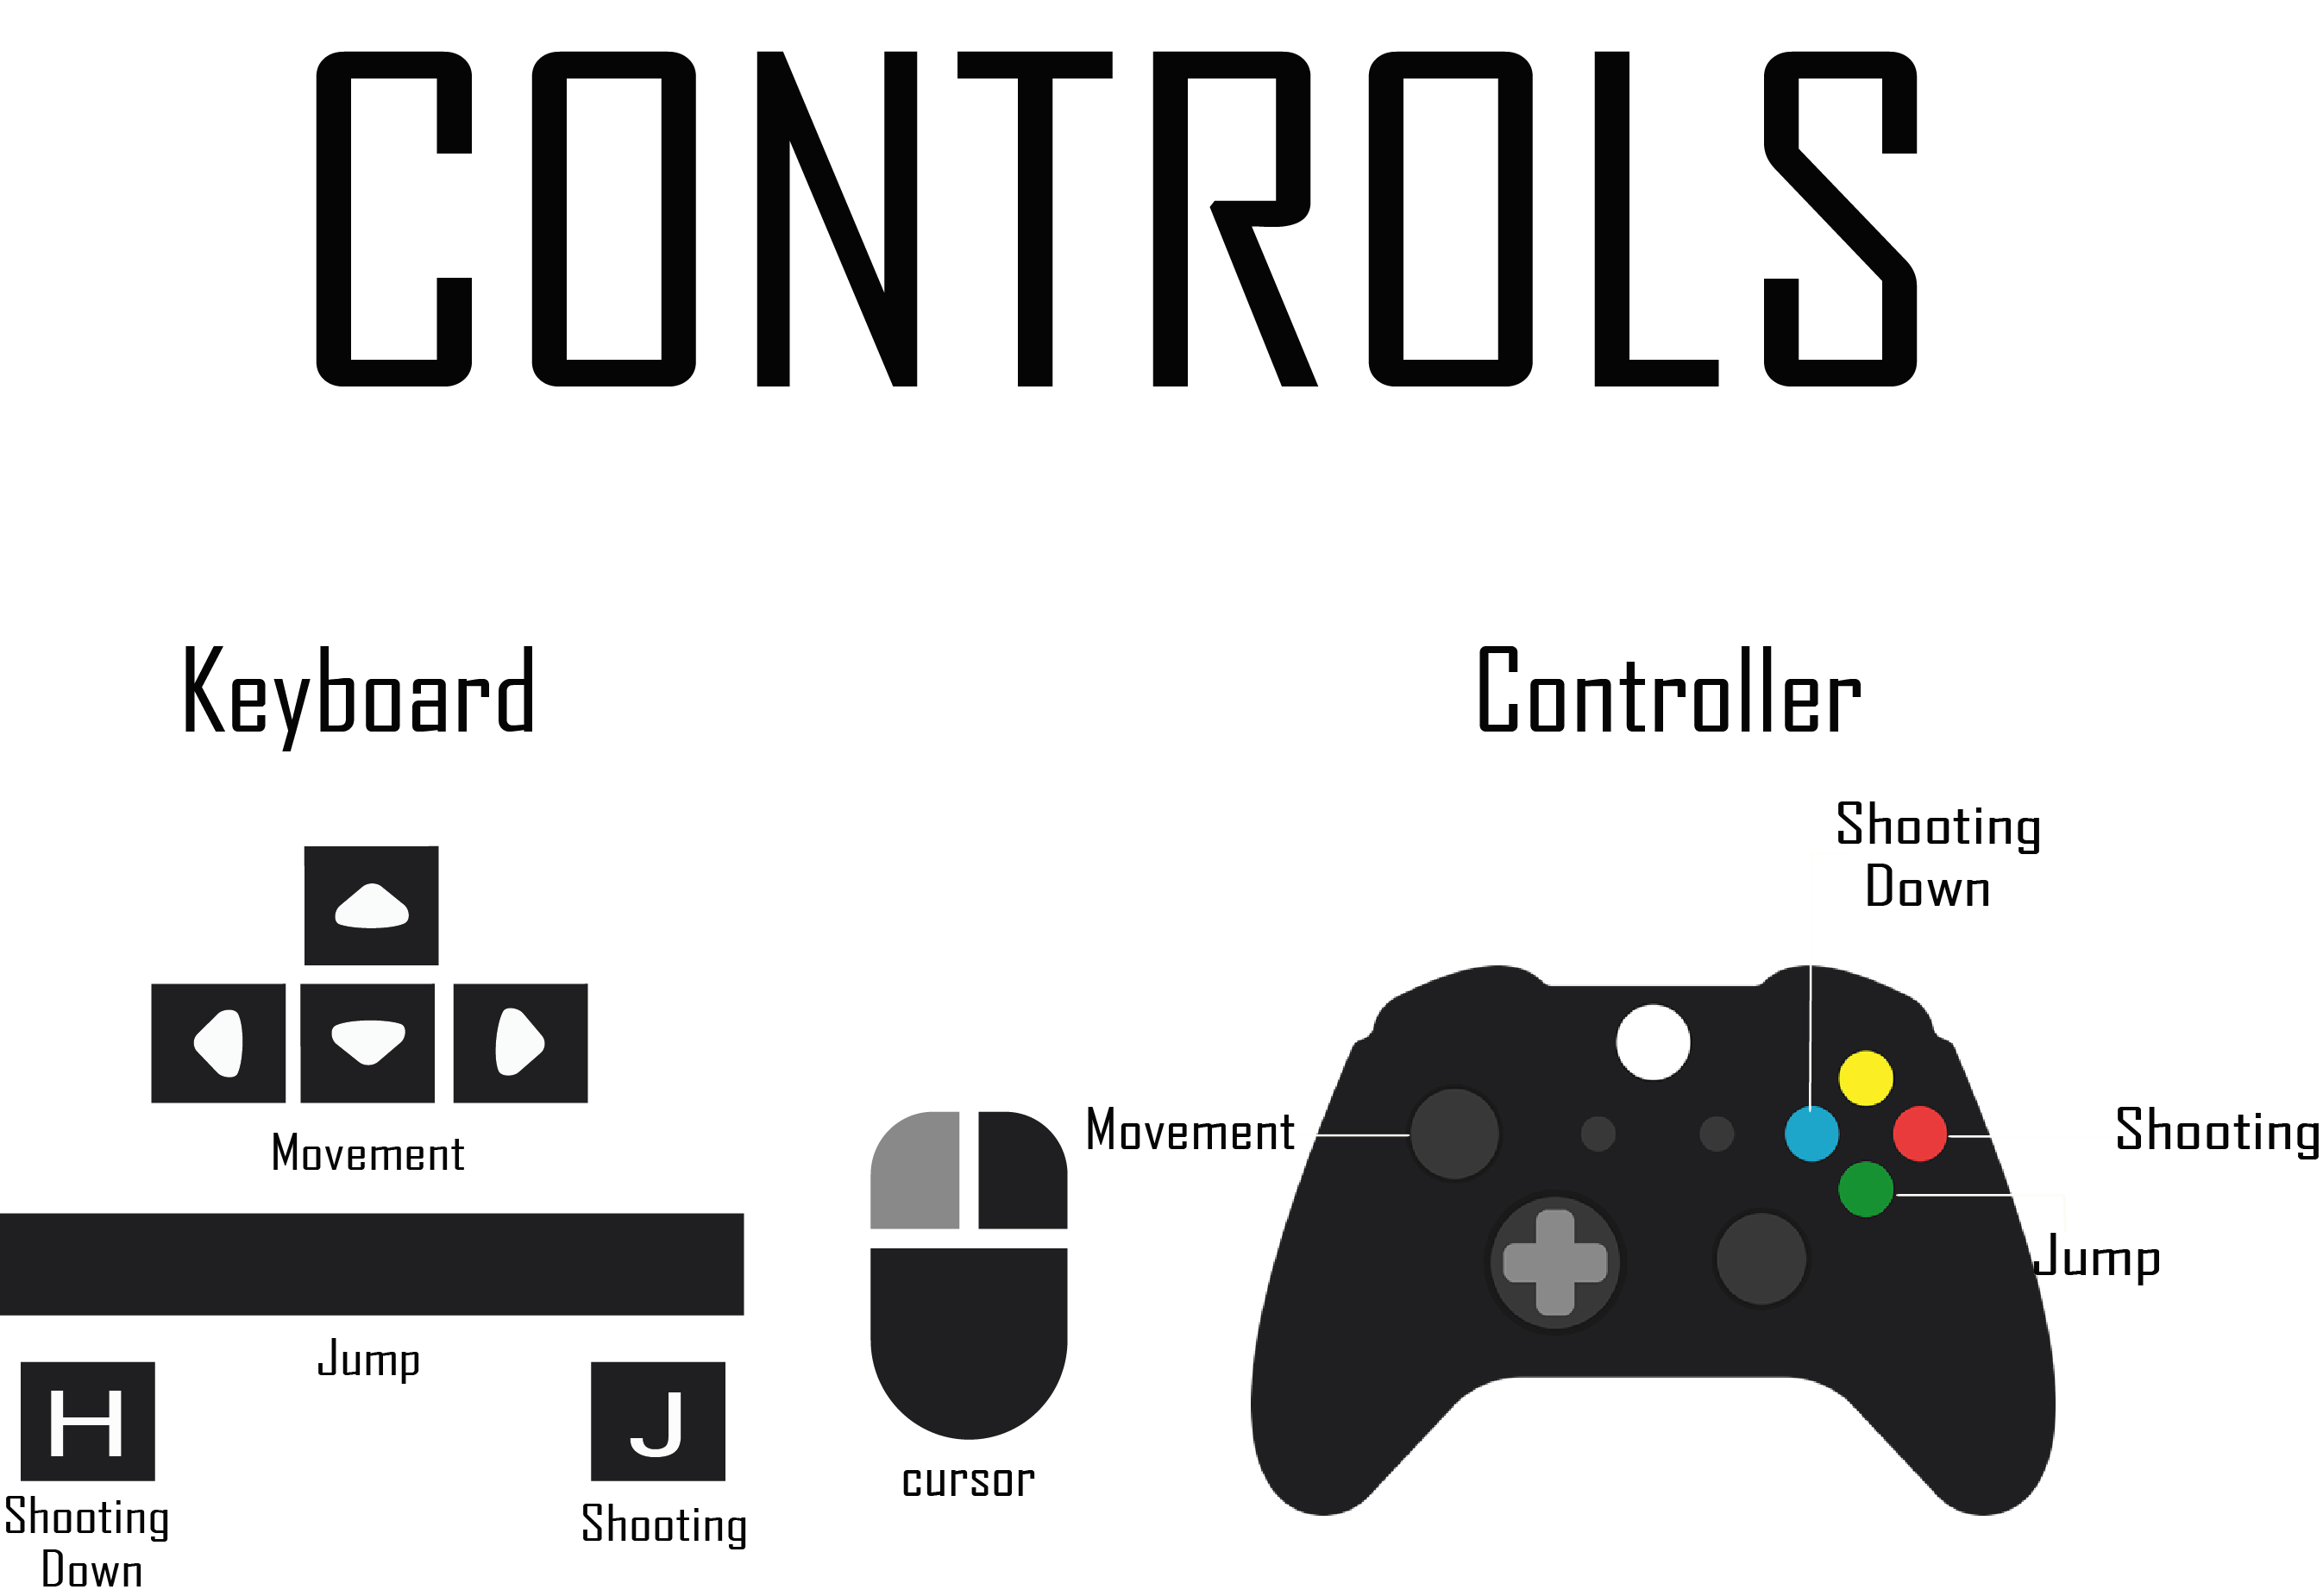 CONTROLS
Keyboard
Controller
Movement
Jump
H
Shooting
Down
J
Shooting
cursor
Shooting
Down
Movement
Shooting
Jump